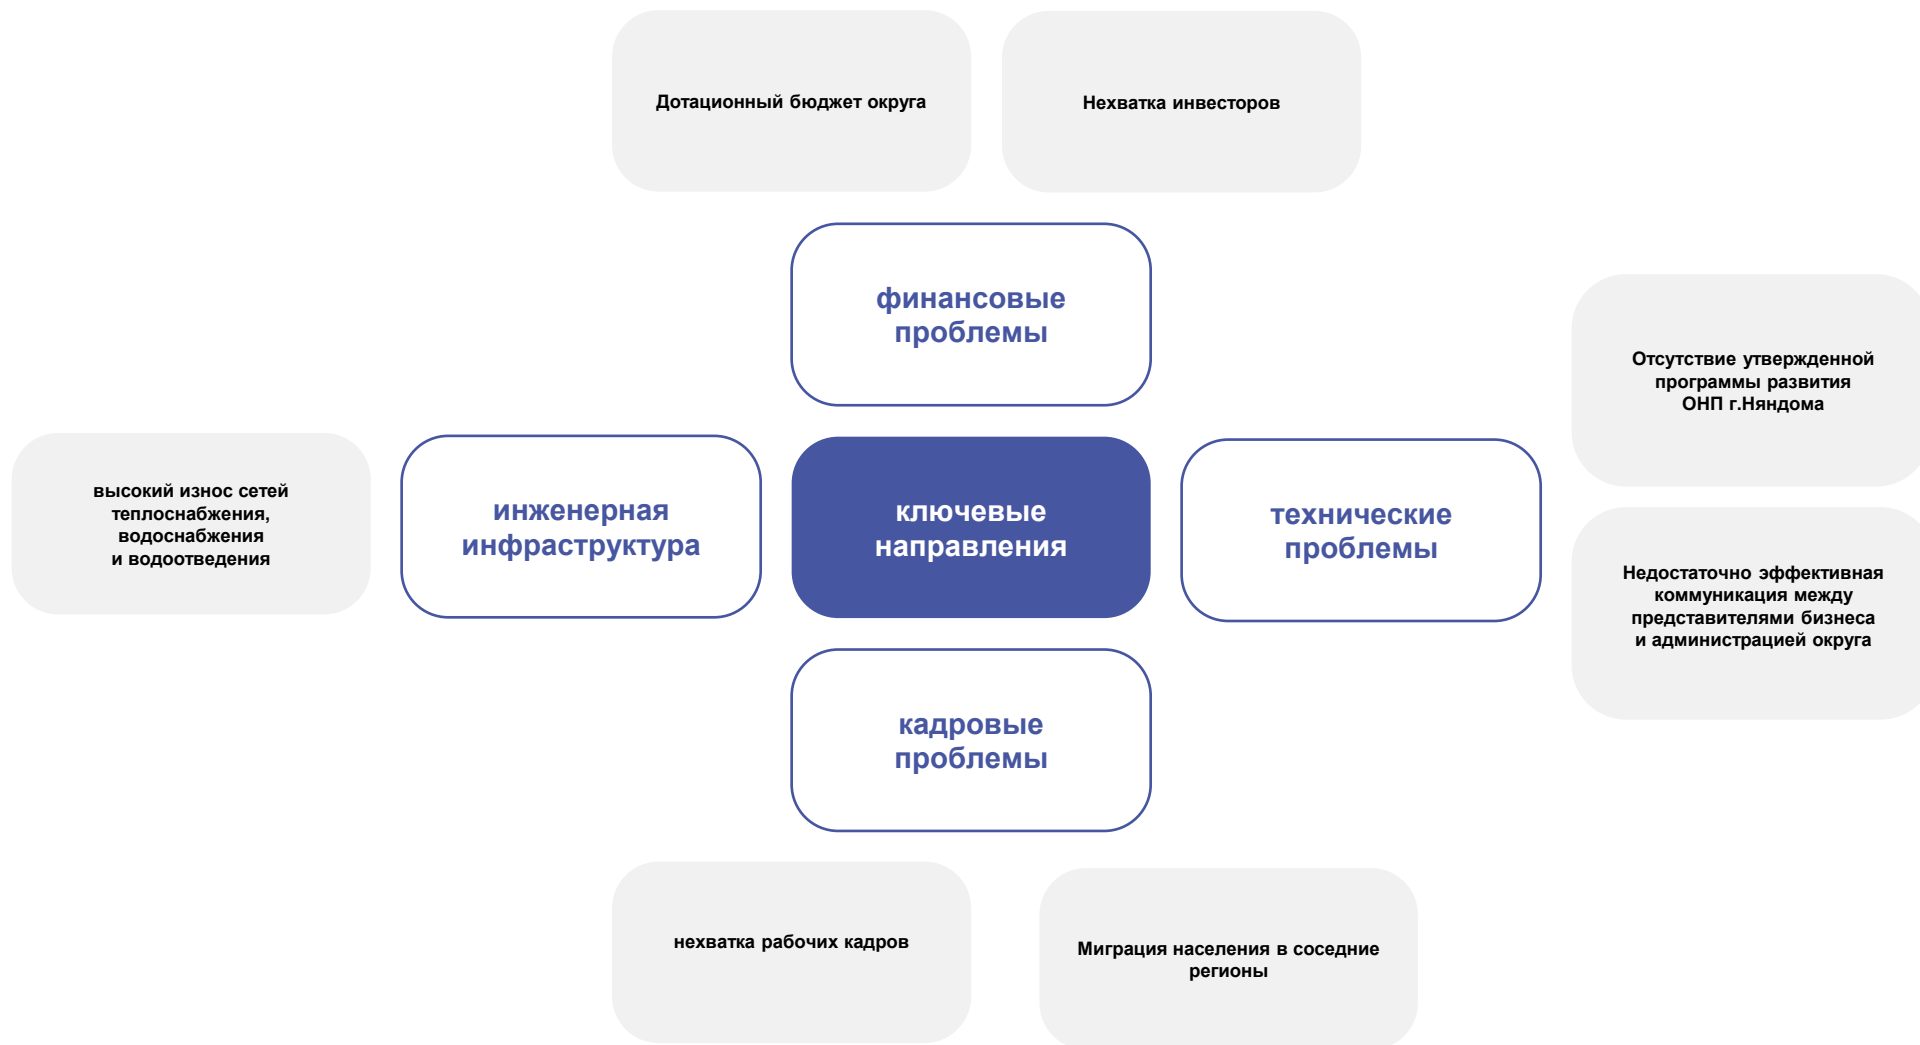 Дотационный бюджет округа
Нехватка инвесторов
финансовые
проблемы
Отсутствие утвержденной
программы развития
ОНП г.Няндома
высокий износ сетей
теплоснабжения,
водоснабжения
и водоотведения
инженерная
инфраструктура
ключевые
направления
технические
проблемы
Недостаточно эффективная
коммуникация между
представителями бизнеса
и администрацией округа
кадровые
проблемы
нехватка рабочих кадров
Миграция населения в соседние
регионы